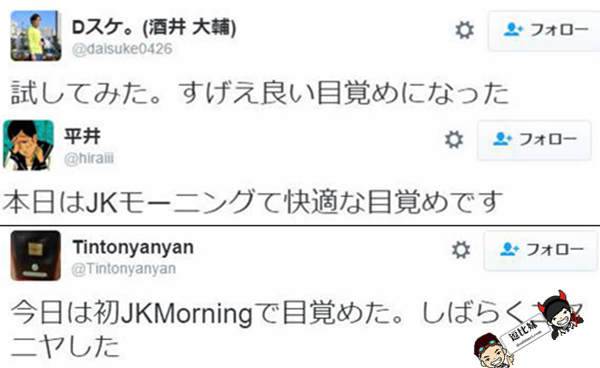 Dスケ。(酒井 大輔)
@daisuke0426
フォロー
試してみた。すげえ良い目覚めになった
平井
@hiraiii
フォロー
本日はJKモーニングて快適な目覚めです
Tintonyanyan
@Tintonyanyan
フォロー
今日は初JKMorningで目覚めた。しばらく
ニヤした
逗比妹